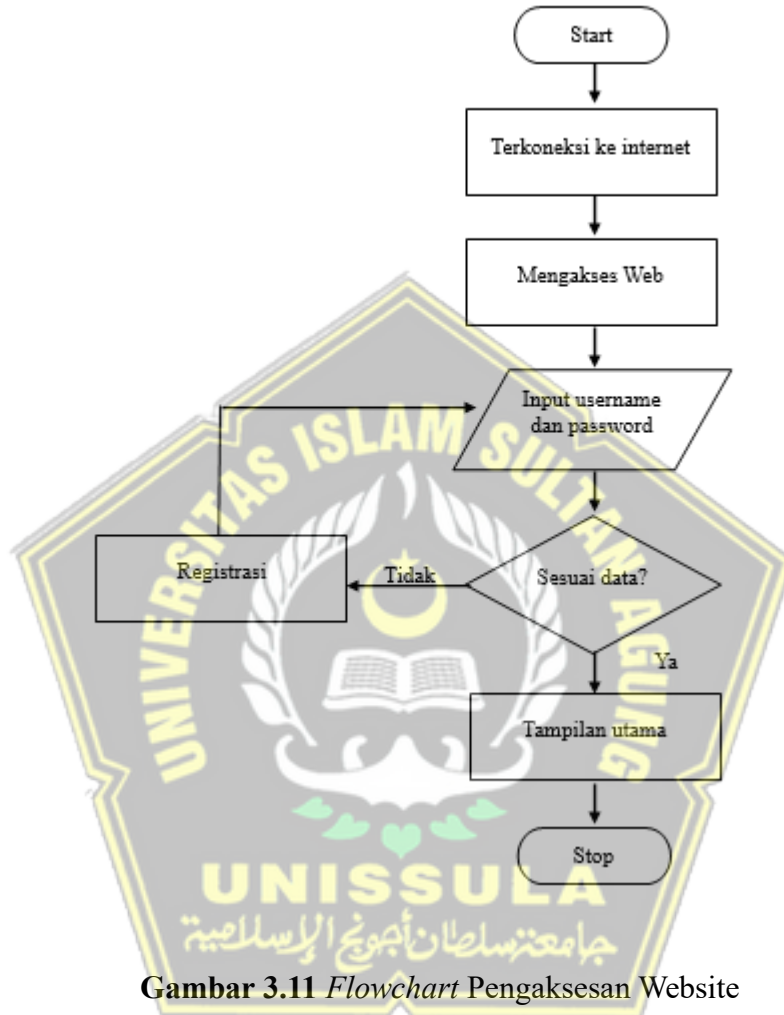 Start
Terkoneksi ke internet
Mengakses Web
Input username
dan password
Sesuai data?
Tidak
Registrasi
Ya
Tampilan utama
Stop
UNIVERSITAS ISLAM SULTAN AGUNG
UNISSULA
جامعة سلطان أجونج الإسلامية
Gambar 3.11 Flowchart Pengaksesan Website